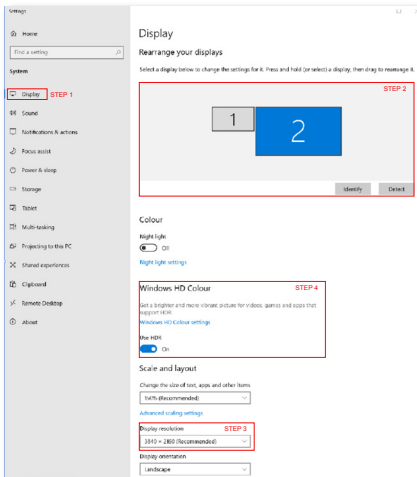 Settings
Home
Find a setting
System
Display STEP 1
Sound
Notifications & actions
Focus assist
Power & sleep
Storage
Tablet
Multi-tasking
Projecting to this PC
Shared experiences
Clipboard
Remote Desktop
About
Display
Rearrange your displays
Select a display below to change the settings for it. Press and hold (or select) a display, then drag to rearrange it.
STEP 2
1
2
Identify
Detect
Colour
Night light
Off
Night light settings
Windows HD Colour STEP 4
Get a brighter and more vibrant picture for videos, games and apps that
support HDR.
Windows HD Colour settings
Use HDR
On
Scale and layout
Change the size of text, apps and other items
150% (Recommended)
Advanced scaling settings
Display resolution STEP 3
3840 × 2160 (Recommended)
Display orientation
Landscape